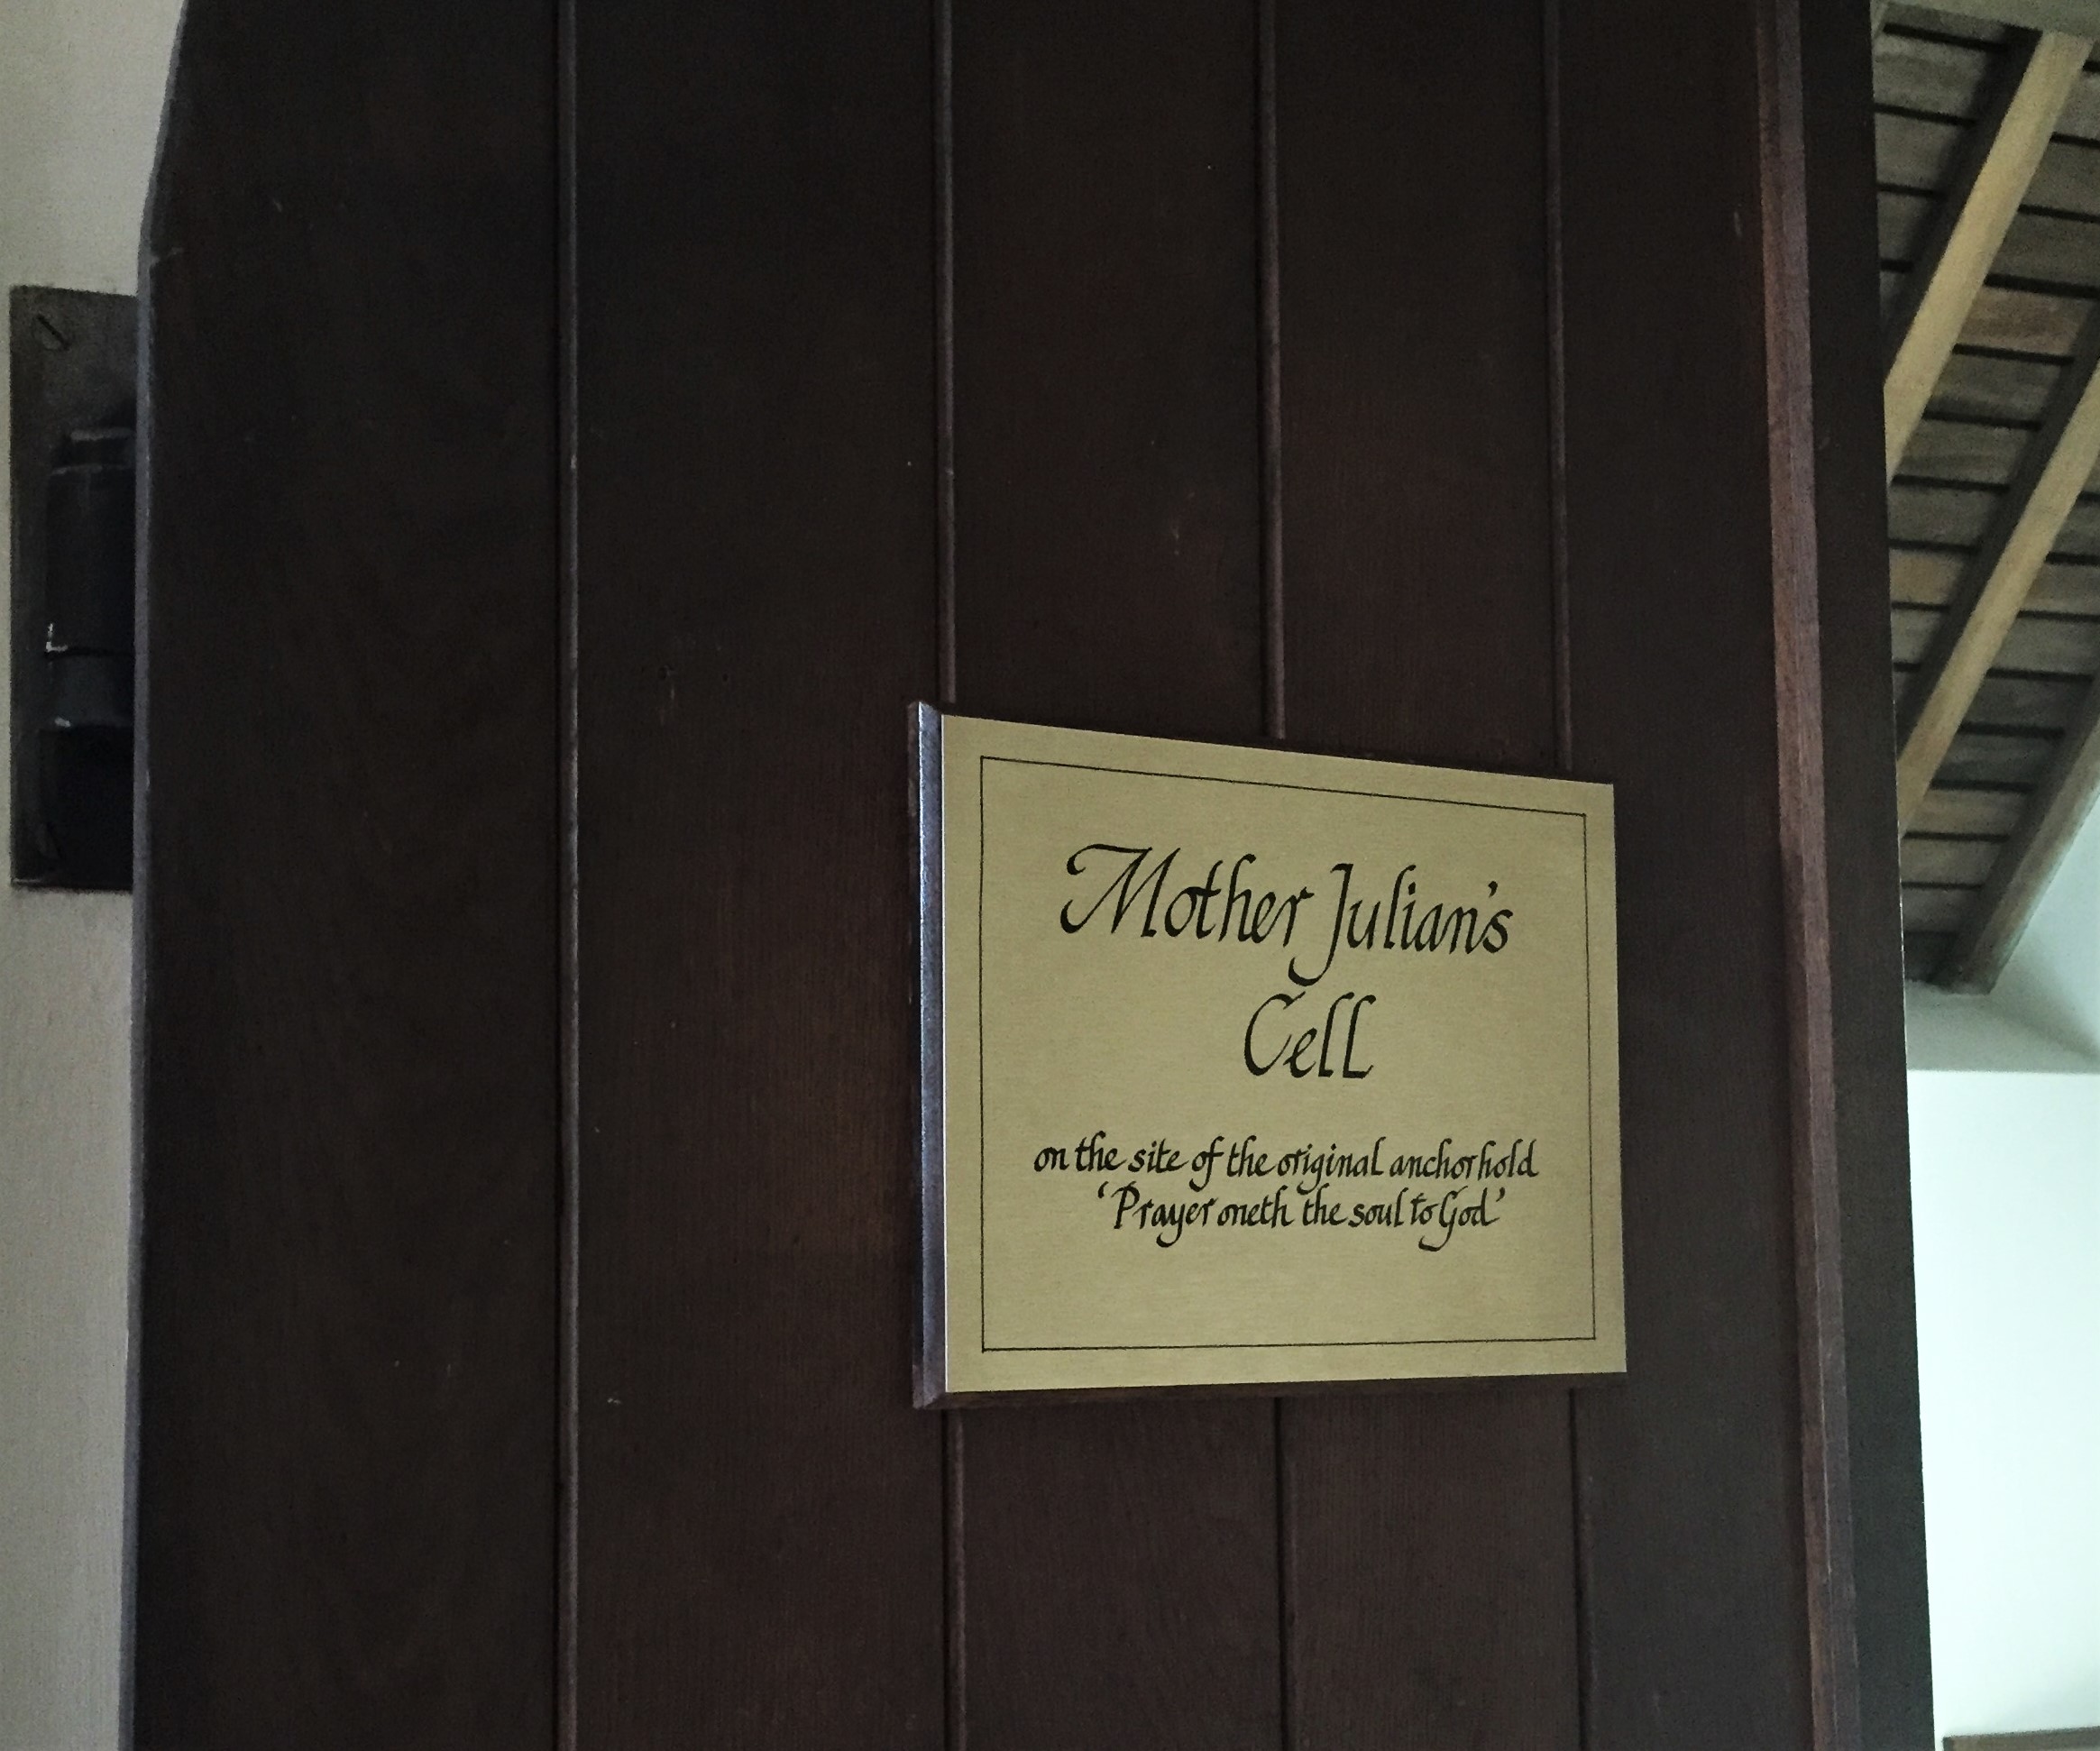 Mother Julian's
Cell
on the site of the original anchorhold
'Prayer oneth the soul to God'